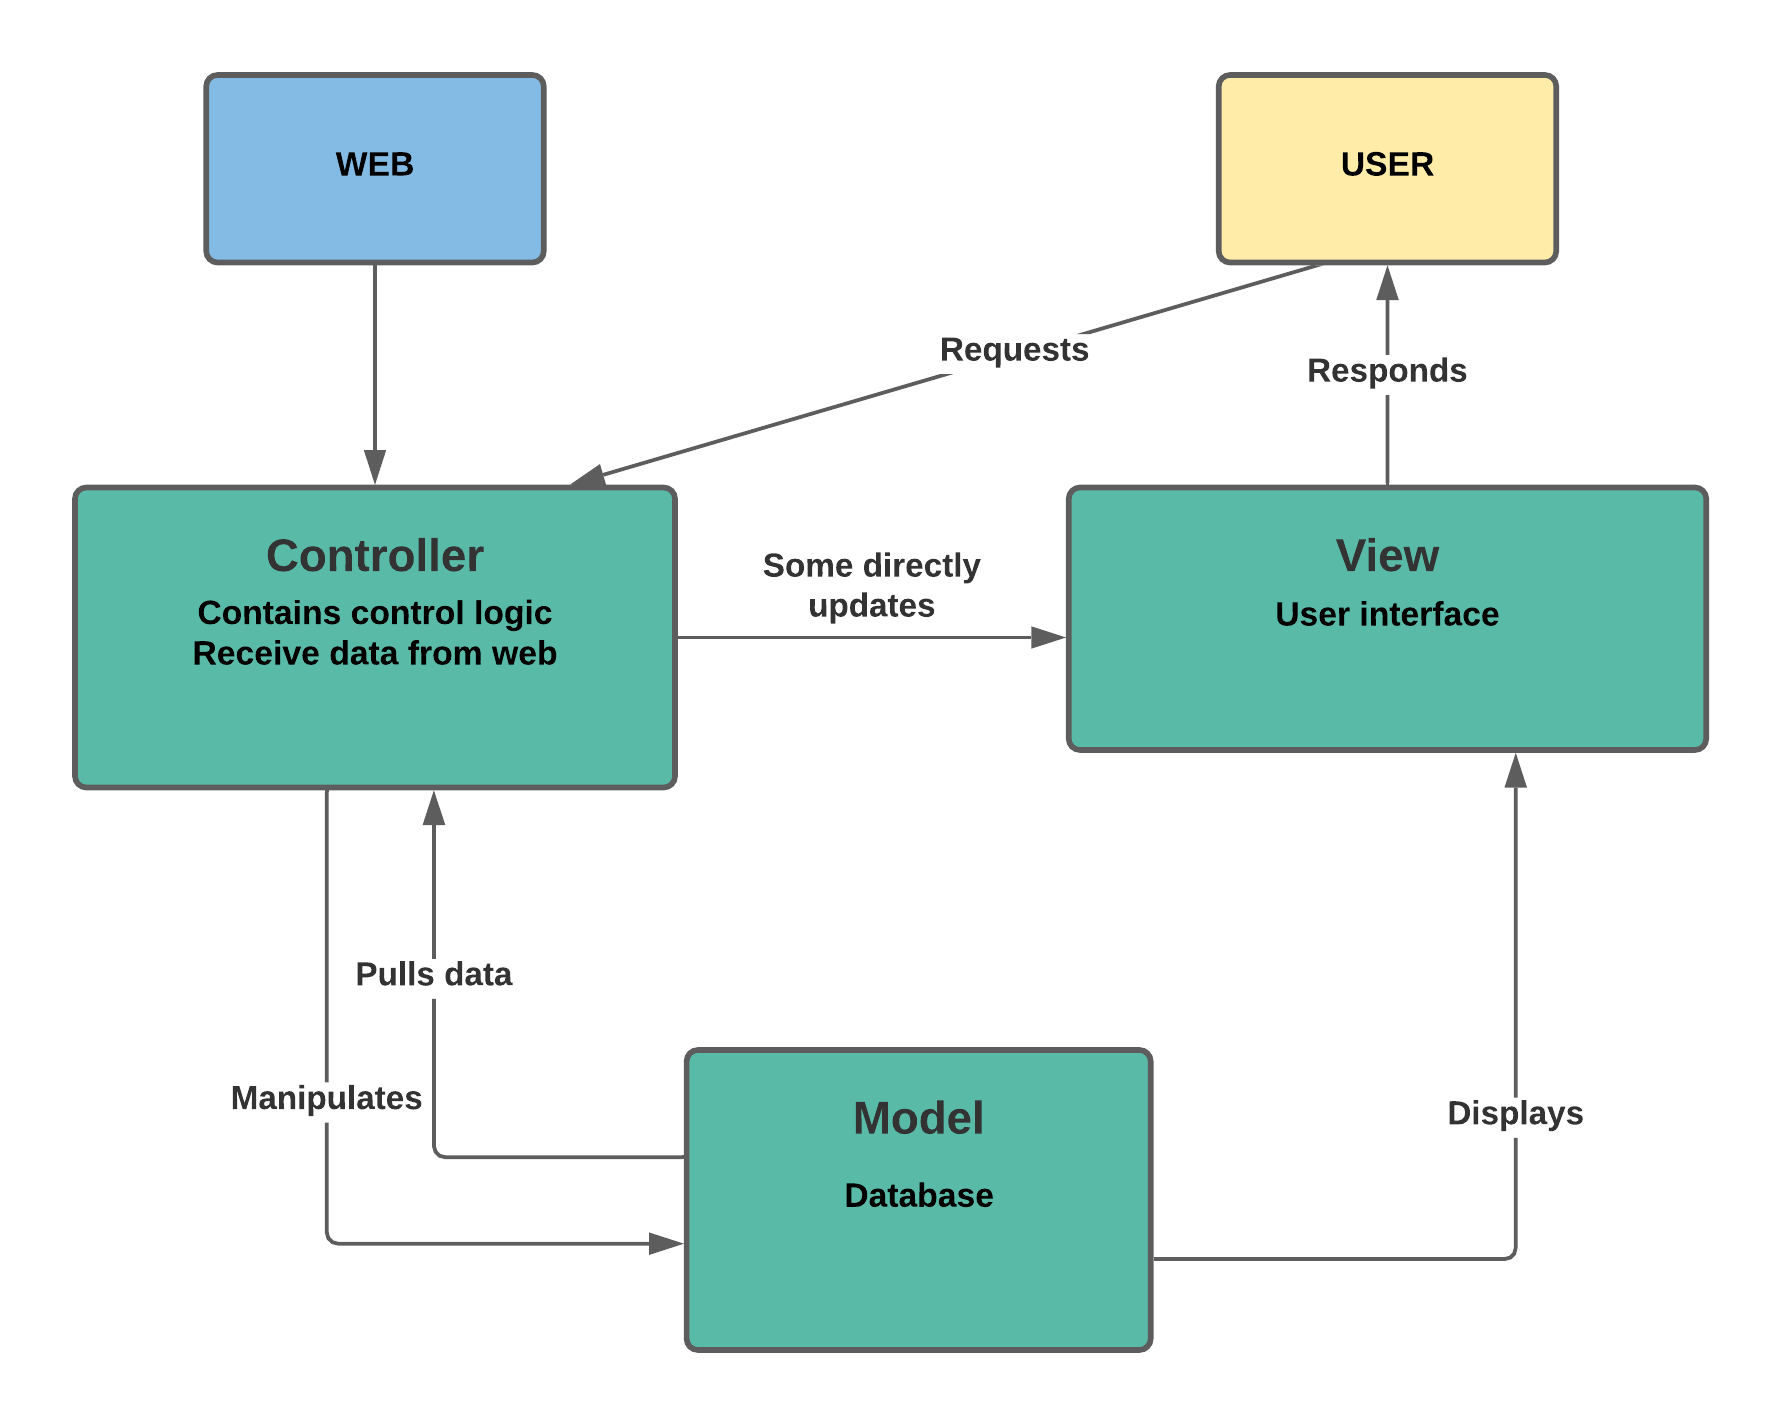 WEB
USER
Requests
Responds
Controller
Contains control logic
Receive data from web
Some directly
updates
View
User interface
Pulls data
Manipulates
Model
Database
Displays